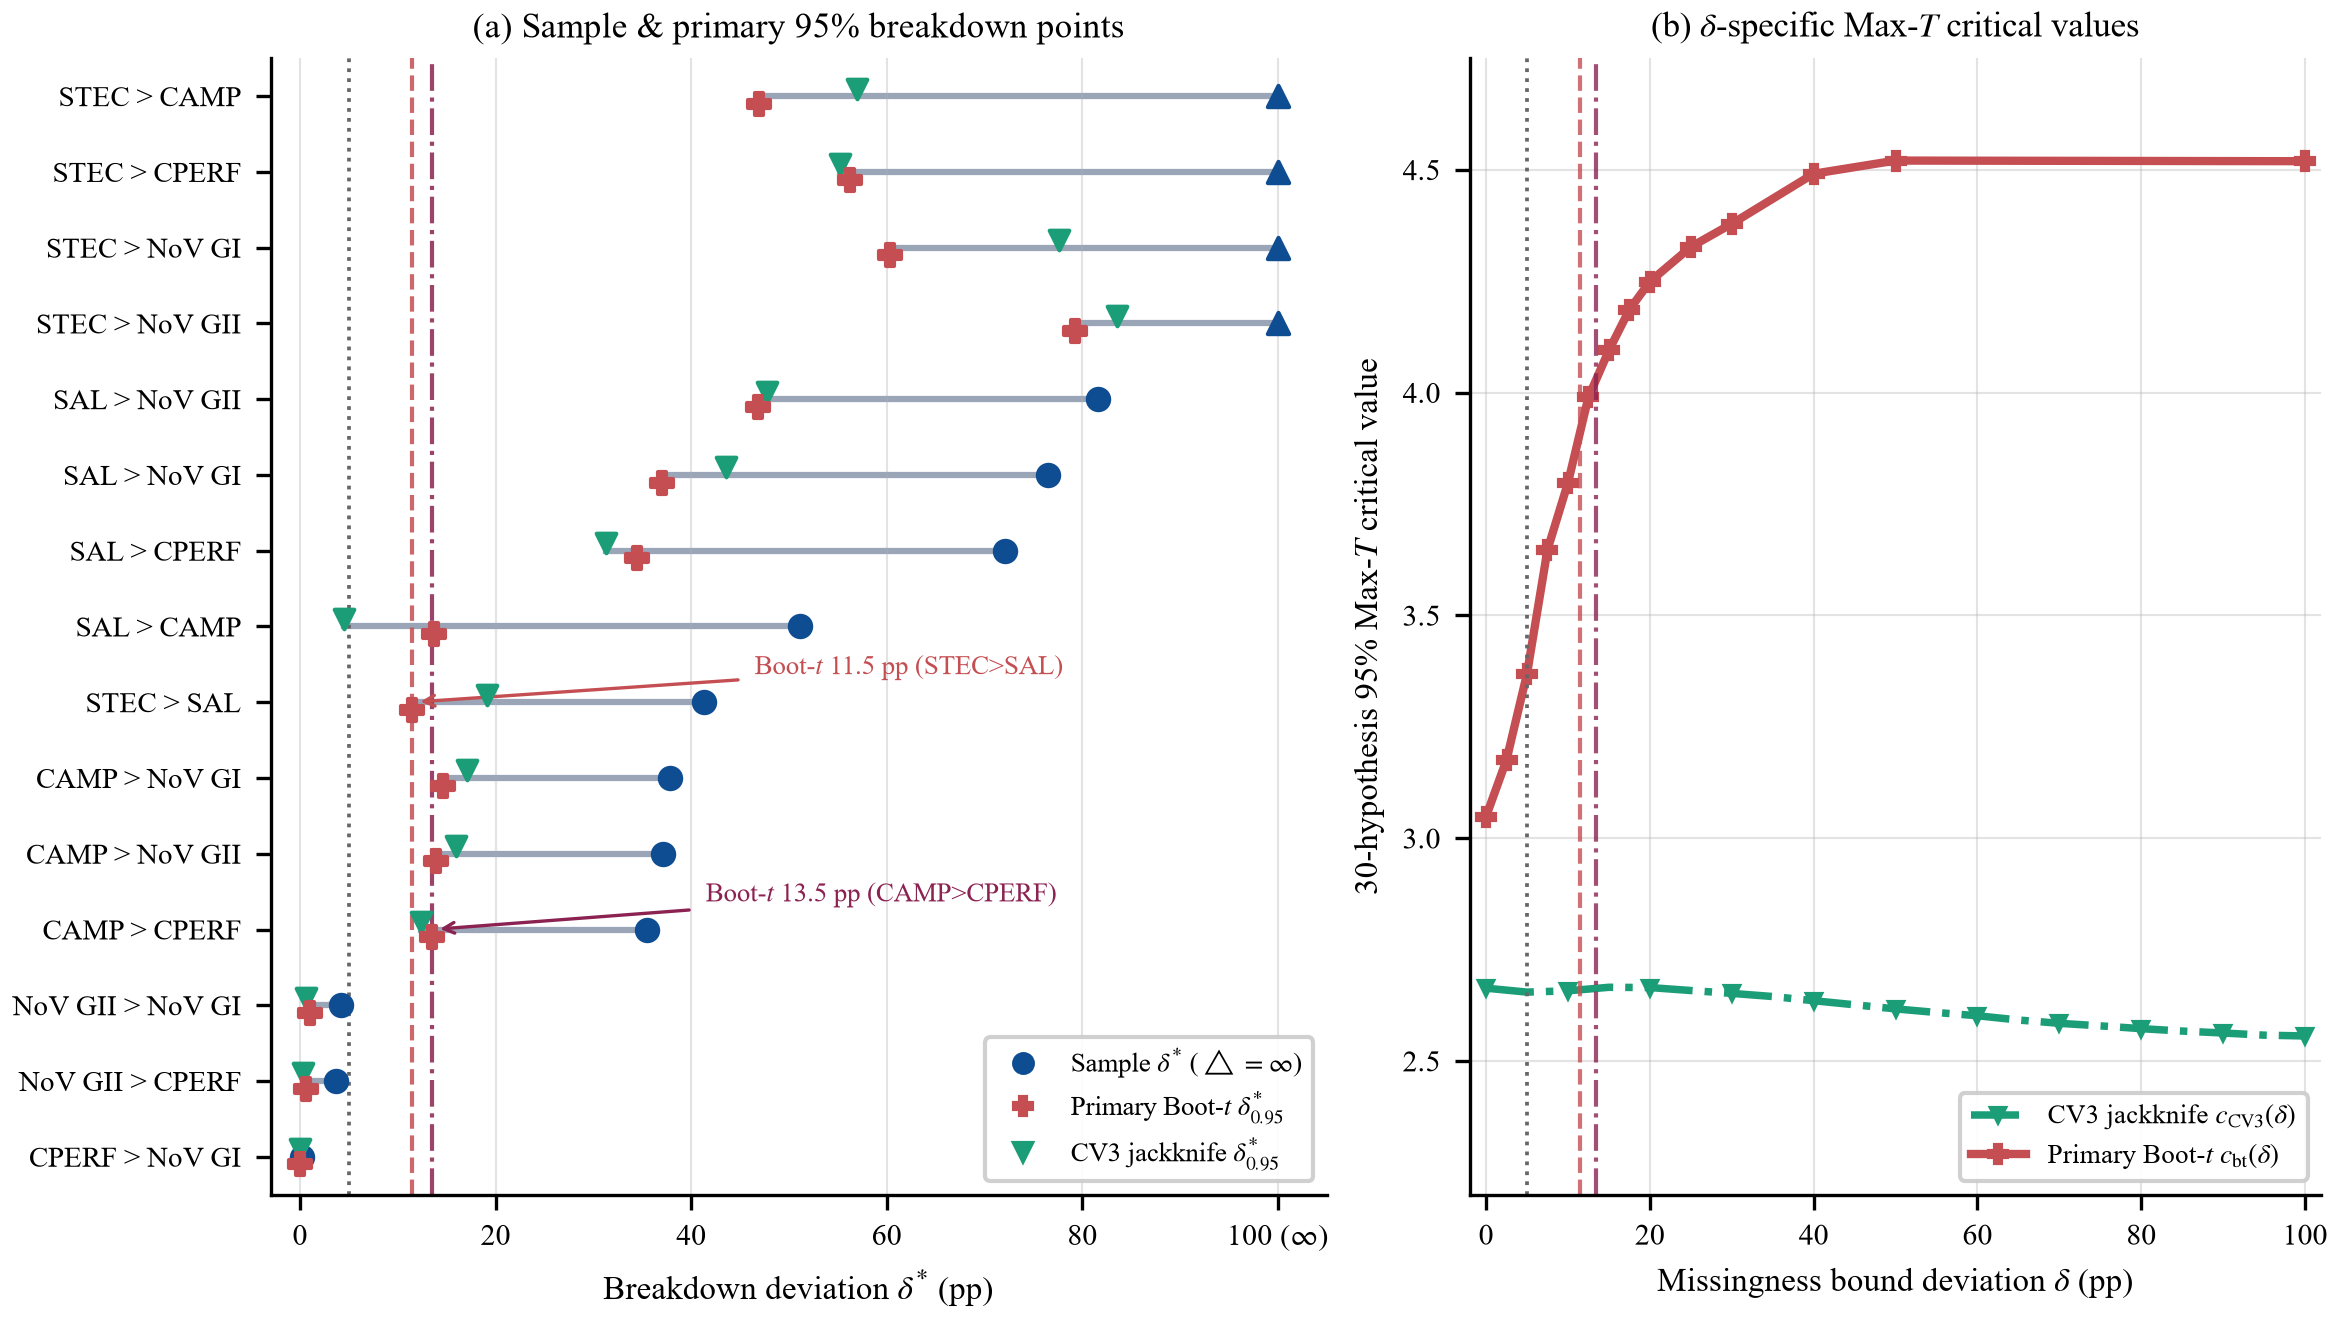 (a) Sample & primary 95% breakdown points
STEC > CAMP
STEC > CPERF
STEC > NoV GI
STEC > NoV GII
SAL > NoV GII
SAL > NoV GI
SAL > CPERF
SAL > CAMP
STEC > SAL
CAMP > NoV GI
CAMP > NoV GII
CAMP > CPERF
NoV GII > NoV GI
NoV GII > CPERF
CPERF > NoV GI
Boot-t 11.5 pp (STEC>SAL)
Boot-t 13.5 pp (CAMP>CPERF)
Sample δ* (△ = ∞)
Primary Boot-t δ*0.95
CV3 jackknife δ*0.95
0 20 40 60 80 100 (∞)
Breakdown deviation δ* (pp)
(b) δ-specific Max-T critical values
30-hypothesis 95% Max-T critical value
4.5
4.0
3.5
3.0
2.5
CV3 jackknife cCV3(δ)
Primary Boot-t cbt(δ)
0 20 40 60 80 100
Missingness bound deviation δ (pp)